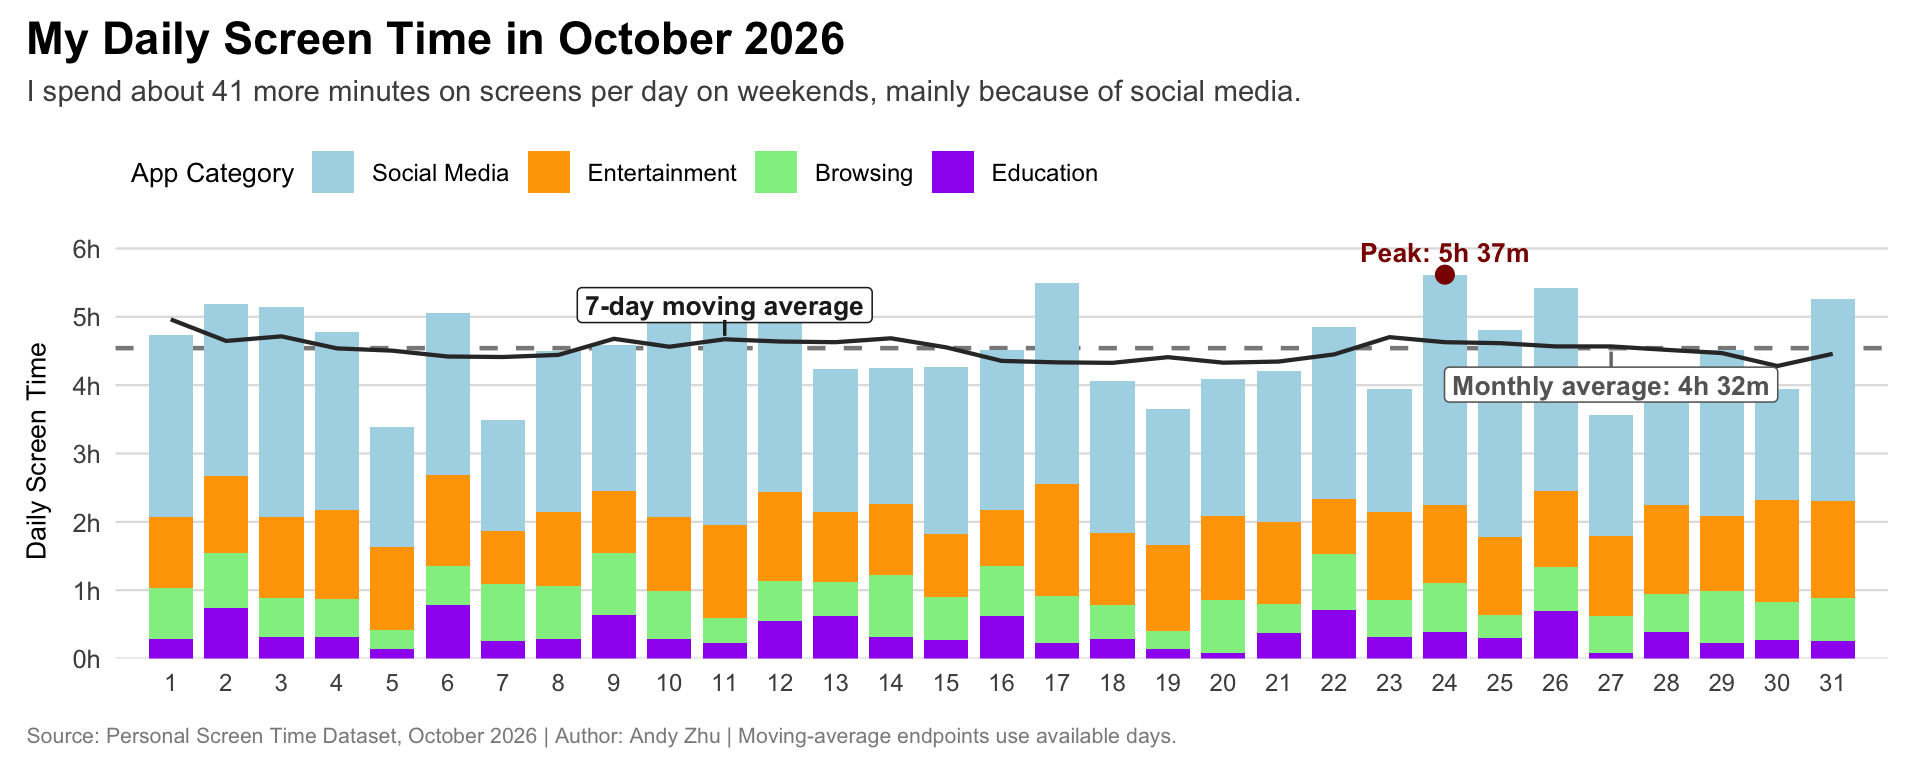 My Daily Screen Time in October 2026
I spend about 41 more minutes on screens per day on weekends, mainly because of social media.
App Category Social Media Entertainment Browsing Education
Daily Screen Time
6h
5h
4h
3h
2h
1h
0h
Peak: 5h 37m
7-day moving average
Monthly average: 4h 32m
1 2 3 4 5 6 7 8 9 10 11 12 13 14 15 16 17 18 19 20 21 22 23 24 25 26 27 28 29 30 31
Source: Personal Screen Time Dataset, October 2026 | Author: Andy Zhu | Moving-average endpoints use available days.